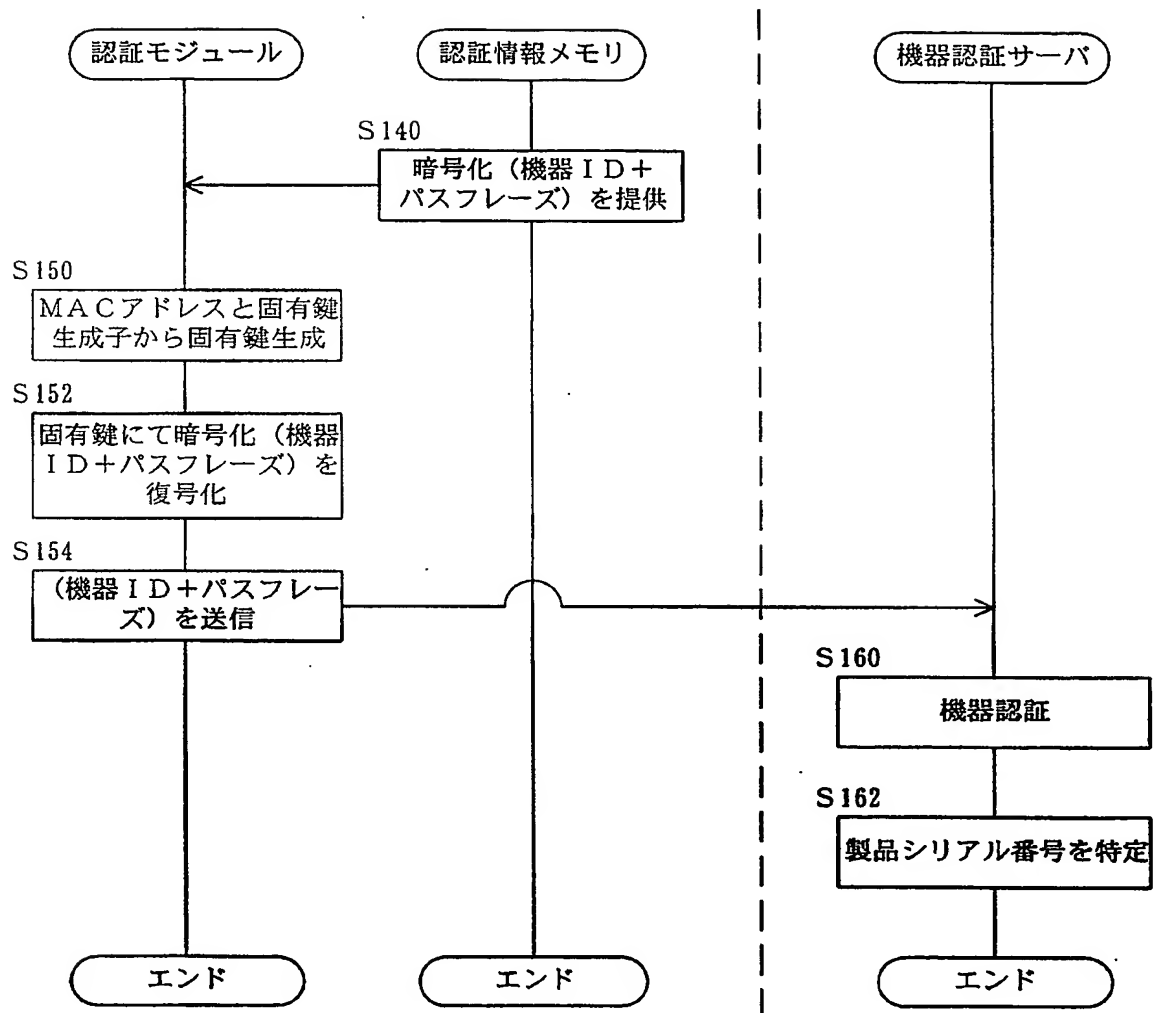 認証モジュール
認証情報メモリ
機器認証サーバ
S140
暗号化（機器ID＋
パスフレーズ）を提供
S150
MACアドレスと固有鍵
生成子から固有鍵生成
S152
固有鍵にて暗号化（機器
ID＋パスフレーズ）を
復号化
S154
（機器ID＋パスフレー
ズ）を送信
S160
機器認証
S162
製品シリアル番号を特定
エンド
エンド
エンド